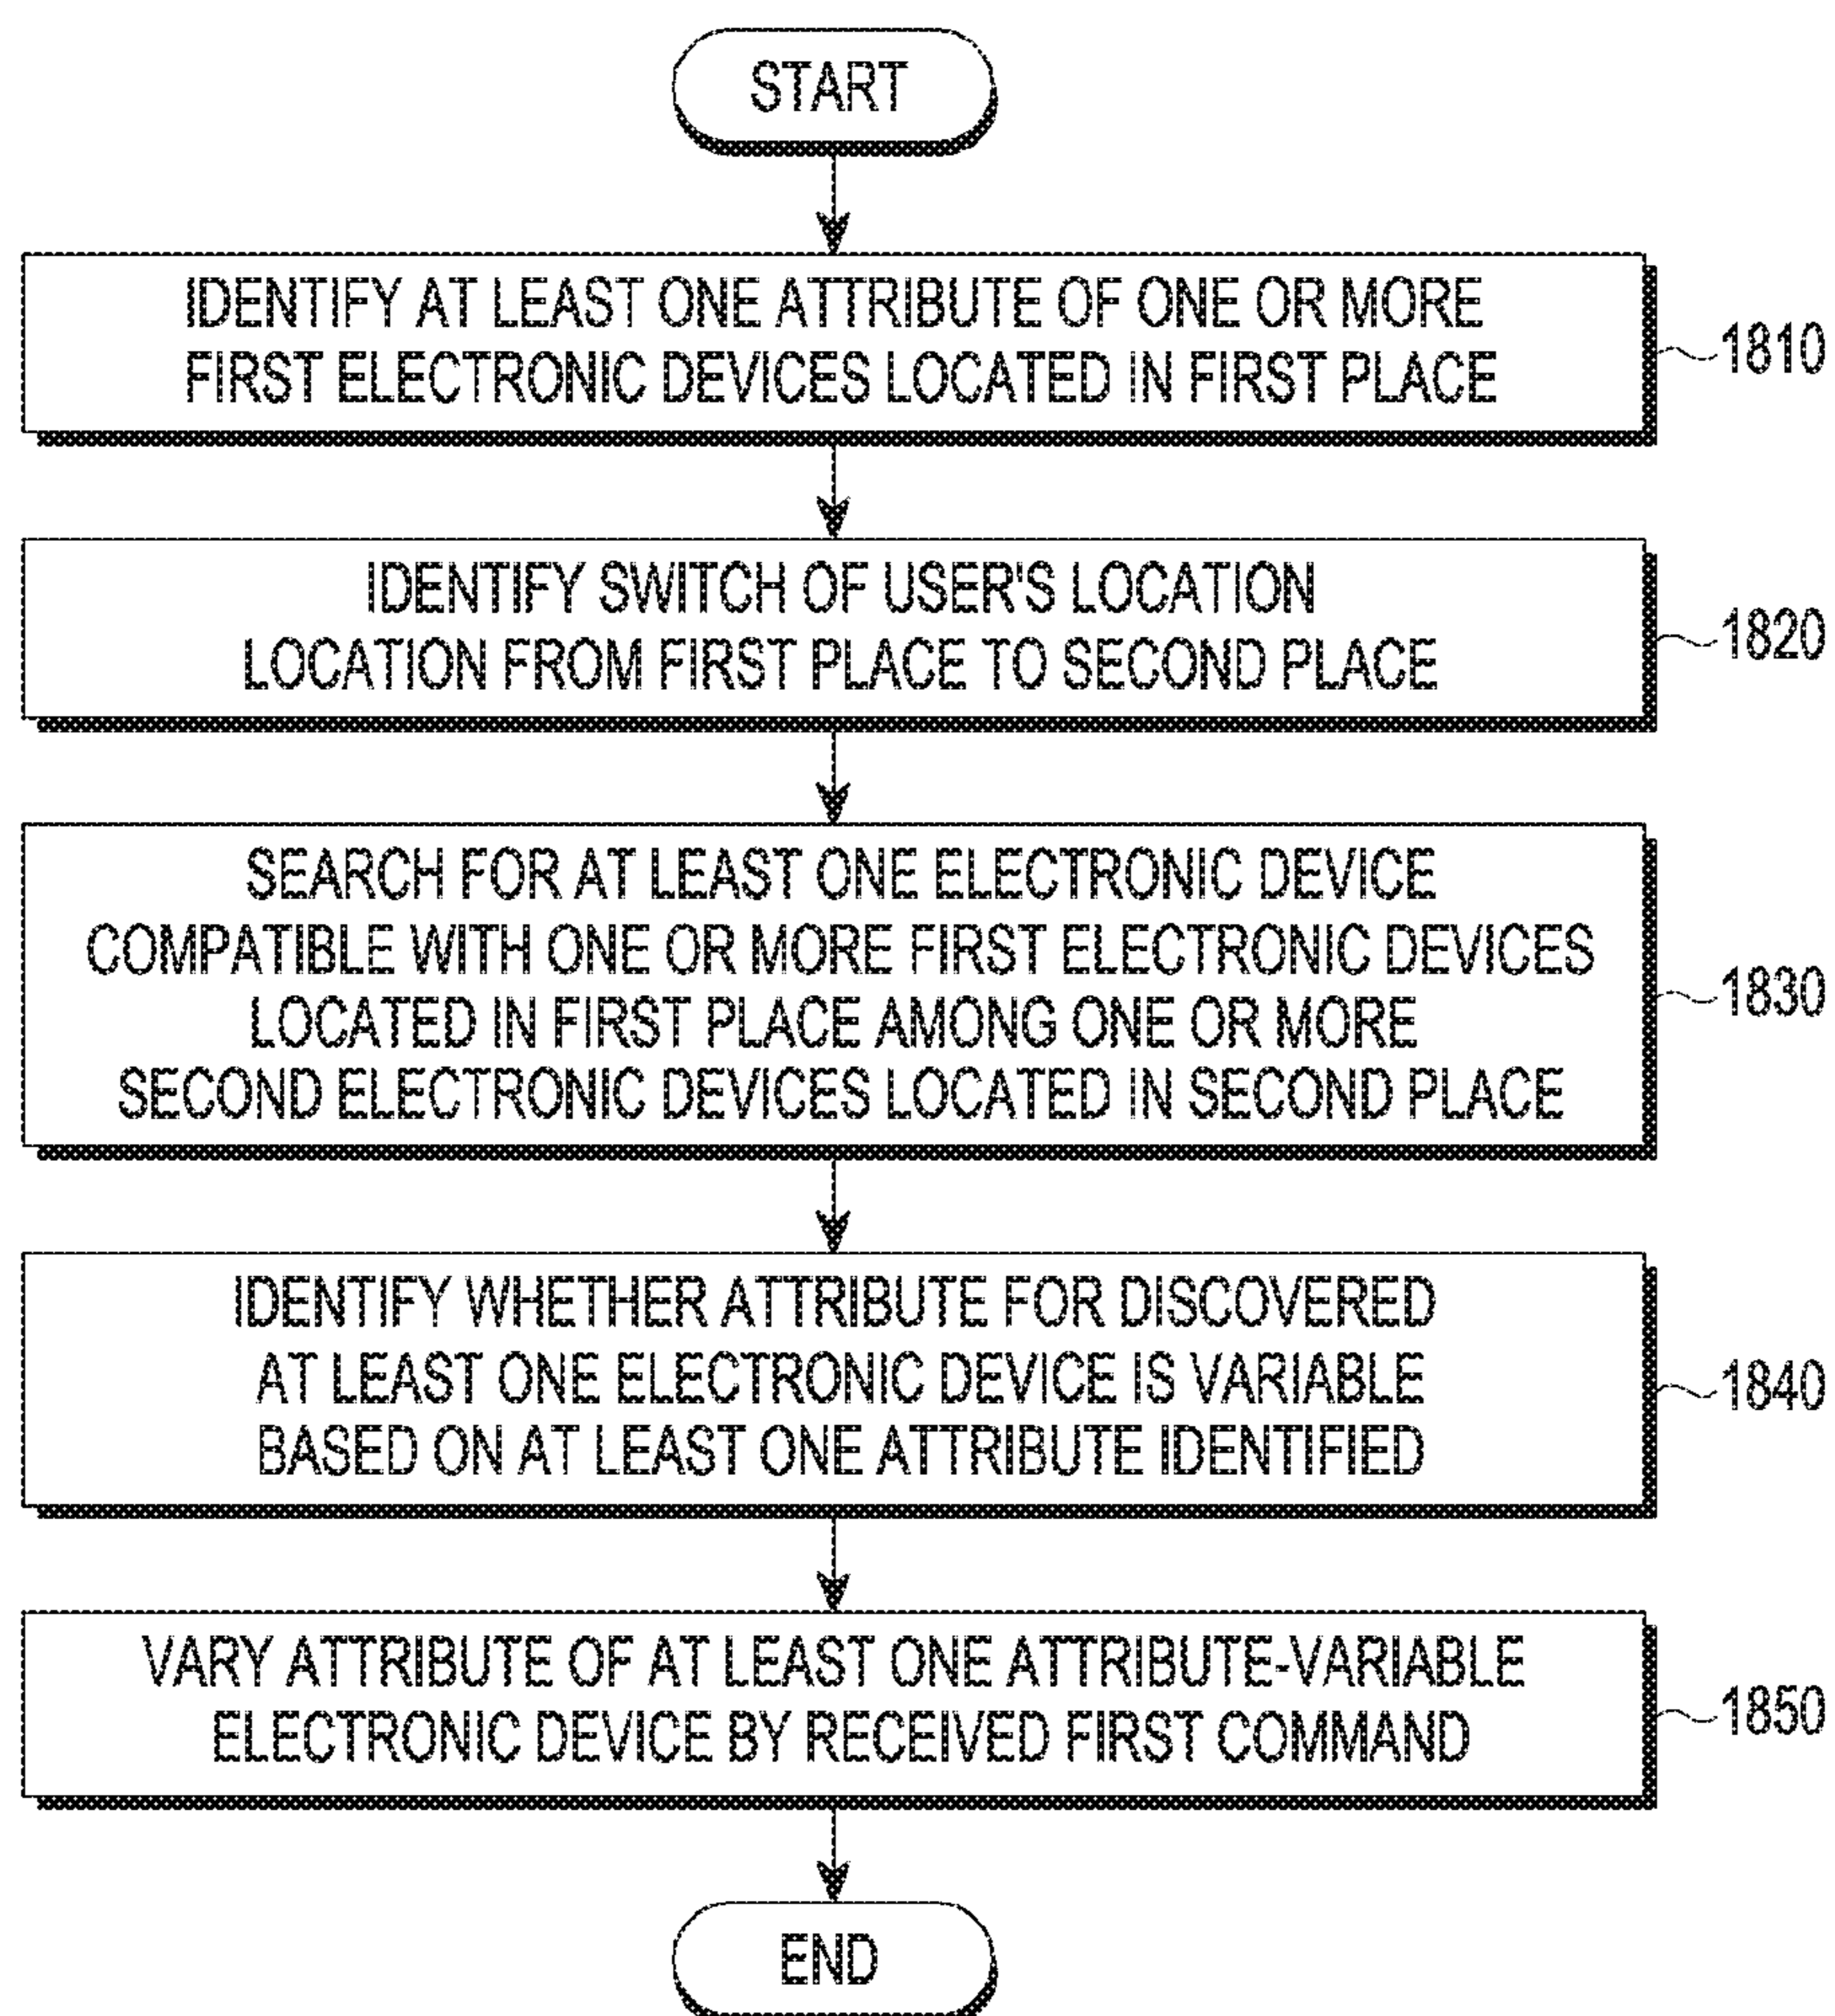 START
IDENTIFY AT LEAST ONE ATTRIBUTE OF ONE OR MORE
FIRST ELECTRONIC DEVICES LOCATED IN FIRST PLACE
1810
IDENTIFY SWITCH OF USER'S LOCATION
LOCATION FROM FIRST PLACE TO SECOND PLACE
1820
SEARCH FOR AT LEAST ONE ELECTRONIC DEVICE
COMPATIBLE WITH ONE OR MORE FIRST ELECTRONIC DEVICES
LOCATED IN FIRST PLACE AMONG ONE OR MORE
SECOND ELECTRONIC DEVICES LOCATED IN SECOND PLACE
1830
IDENTIFY WHETHER ATTRIBUTE FOR DISCOVERED
AT LEAST ONE ELECTRONIC DEVICE IS VARIABLE
BASED ON AT LEAST ONE ATTRIBUTE IDENTIFIED
1840
VARY ATTRIBUTE OF AT LEAST ONE ATTRIBUTE-VARIABLE
ELECTRONIC DEVICE BY RECEIVED FIRST COMMAND
1850
END